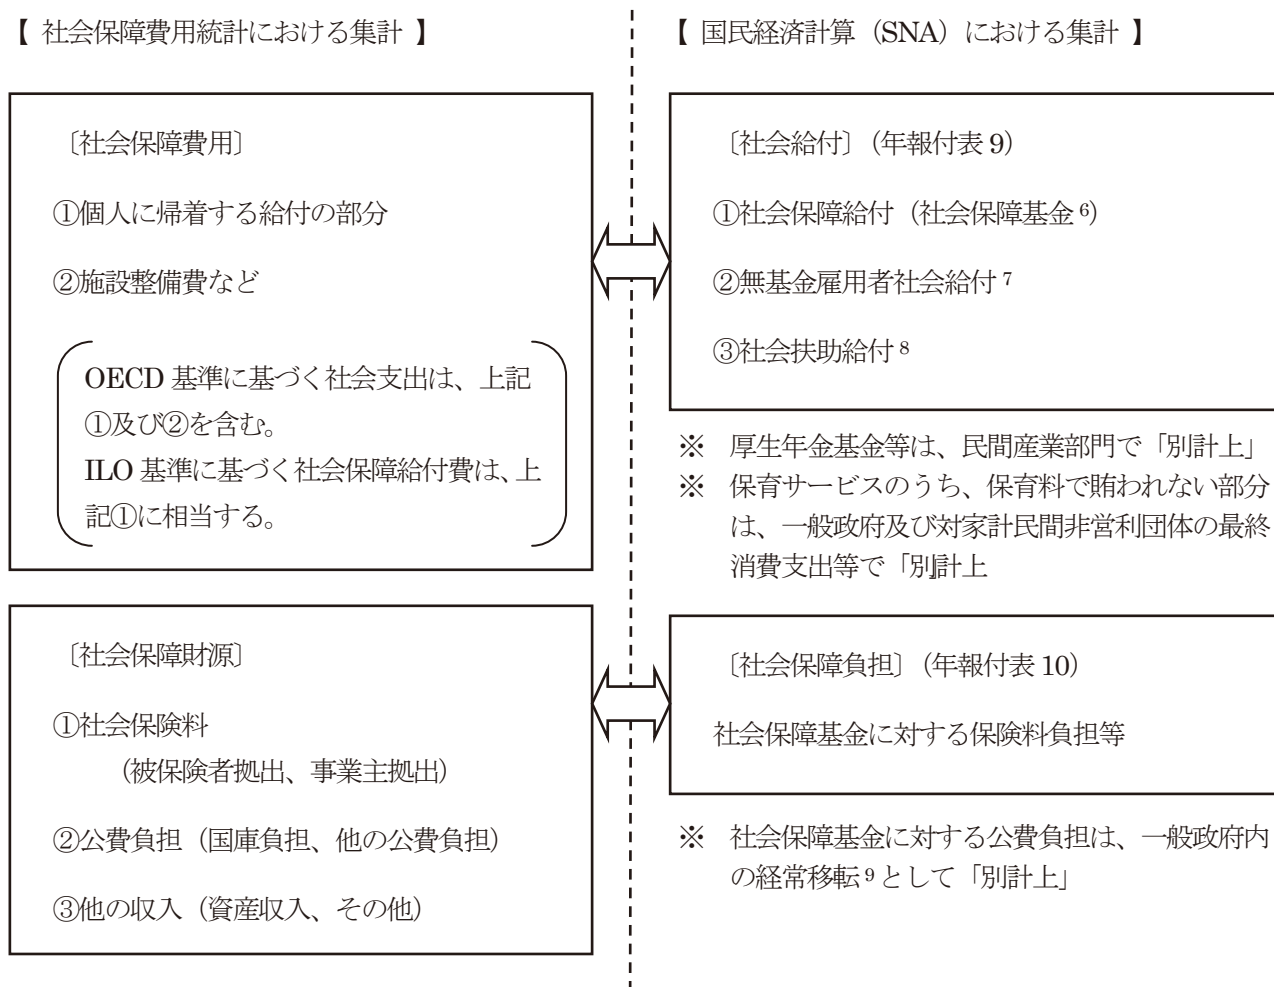 【 社会保障費用統計における集計 】
〔社会保障費用〕
①個人に帰着する給付の部分
②施設整備費など
OECD 基準に基づく社会支出は、上記
①及び②を含む。
ILO 基準に基づく社会保障給付費は、上
記①に相当する。
〔社会保障財源〕
①社会保険料
（被保険者拠出、事業主拠出）
②公費負担（国庫負担、他の公費負担）
③他の収入（資産収入、その他）
【 国民経済計算（SNA）における集計 】
〔社会給付〕（年報付表 9）
①社会保障給付（社会保障基金 6）
②無基金雇用者社会給付 7
③社会扶助給付 8
※ 厚生年金基金等は、民間産業部門で「別計上」
※ 保育サービスのうち、保育料で賄われない部分
は、一般政府及び対家計民間非営利団体の最終
消費支出等で「別計上
〔社会保障負担〕（年報付表 10）
社会保障基金に対する保険料負担等
※ 社会保障基金に対する公費負担は、一般政府内
の経常移転 9 として「別計上」